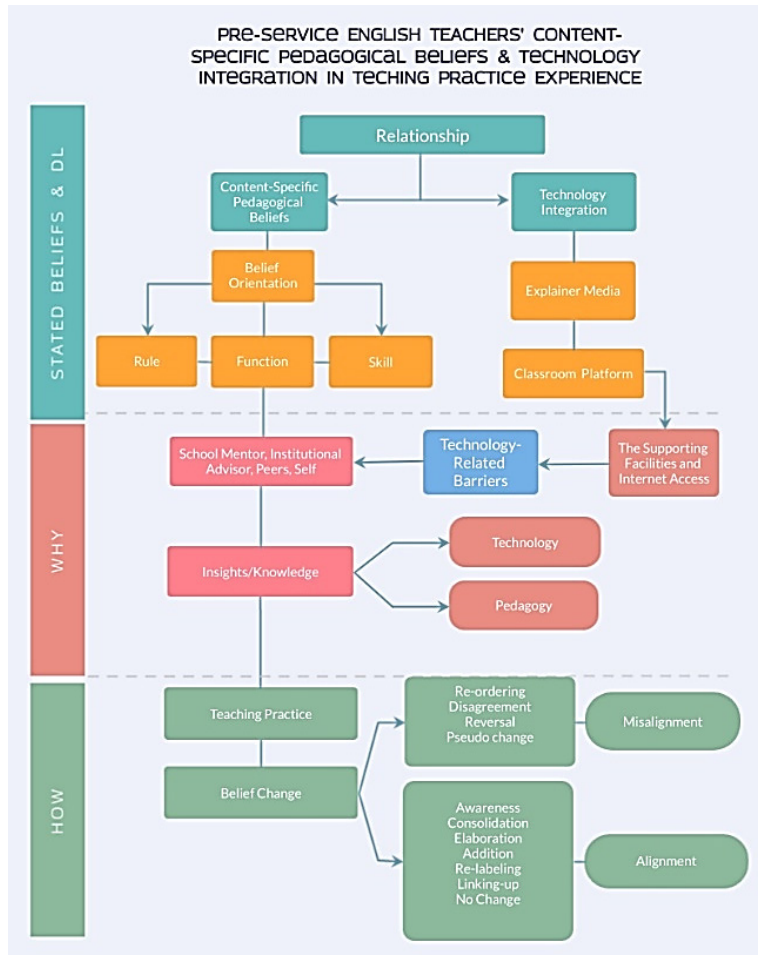 PRE-SERVICE ENGLISH TEACHERS' CONTENT-
SPECIFIC PEDAGOGICAL BELIEFS & TECHNOLOGY
INTEGRATION IN TECHING PRACTICE EXPERIENCE
STATED BELIEFS & DL
Relationship
Content-Specific
Pedagogical
Beliefs
Technology
Integration
Belief
Orientation
Explainer Media
Rule
Function
Skill
Classroom Platform
WHY
School Mentor, Institutional
Advisor, Peers, Self
Technology-
Related
Barriers
The Supporting
Facilities and
Internet Access
Technology
Insights/Knowledge
Pedagogy
HOW
Teaching Practice
Re-ordering
Disagreement
Reversal
Pseudo change
Misalignment
Belief Change
Awareness
Consolidation
Elaboration
Addition
Re-labeling
Linking-up
No Change
Alignment